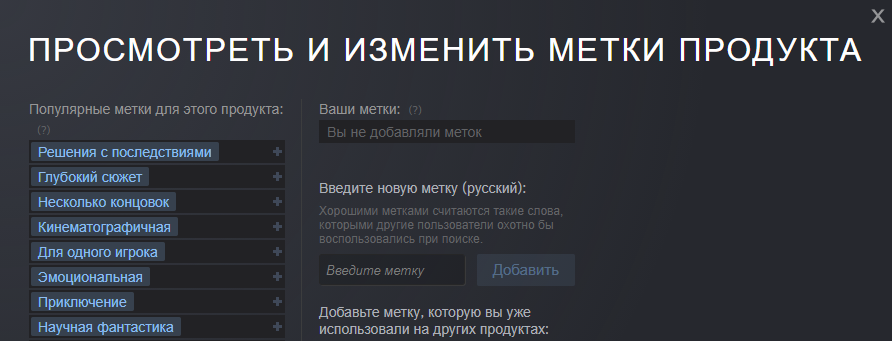 X
ПРОСМОТРЕТЬ И ИЗМЕНИТЬ МЕТКИ ПРОДУКТА
Популярные метки для этого продукта:
(?)
Решения с последствиями
Глубокий сюжет
Несколько концовок
Кинематографичная
Для одного игрока
Эмоциональная
Приключение
Научная фантастика
Ваши метки: (?)
Вы не добавляли меток
Введите новую метку (русский):
Хорошими метками считаются такие слова,
которыми другие пользователи охотно бы
воспользовались при поиске.
Введите метку
Добавить
Добавьте метку, которую вы уже
использовали на других продуктах: